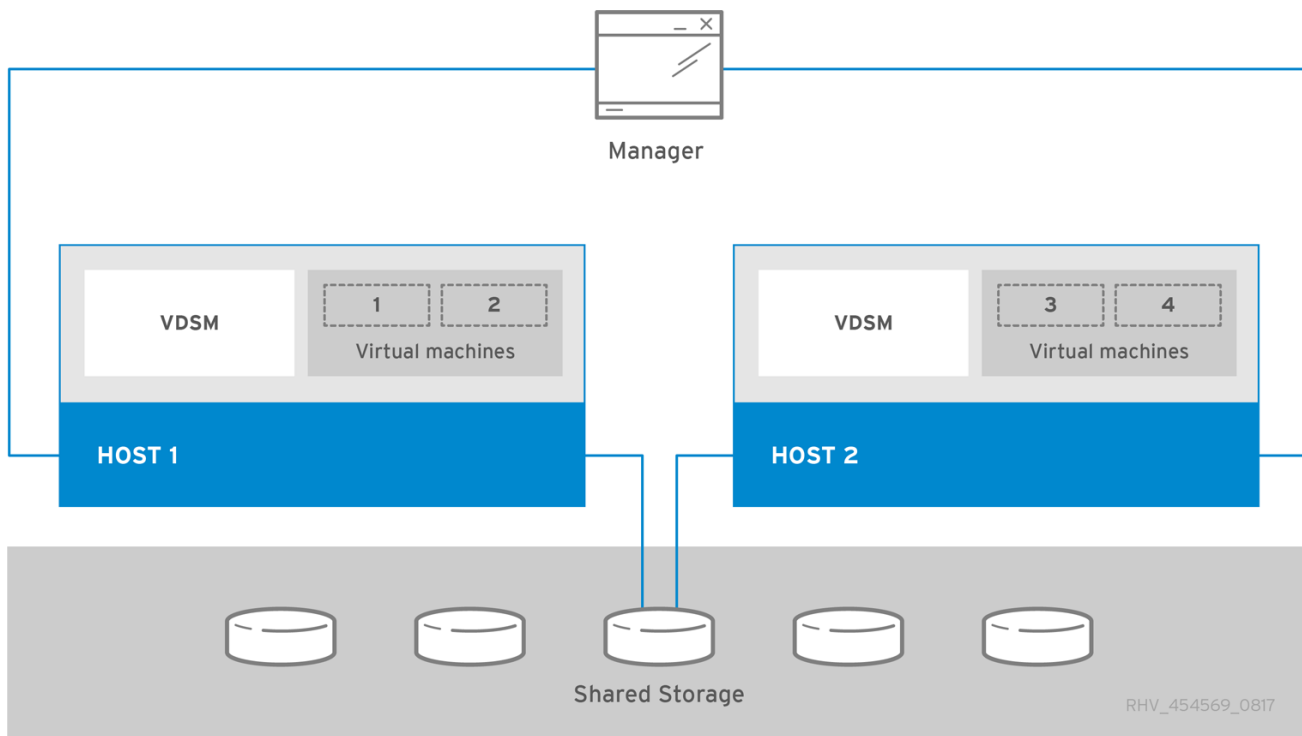 Manager
VDSM
1 2
Virtual machines
HOST 1
VDSM
3 4
Virtual machines
HOST 2
Shared Storage
RHV_454569_0817